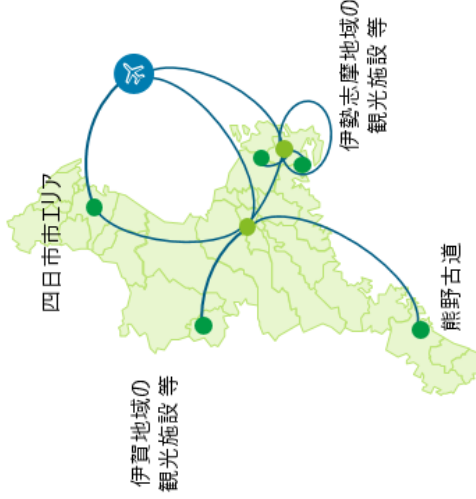 四日市市エリア
伊賀地域の
観光施設 等
伊勢志摩地域の
観光施設 等
熊野古道